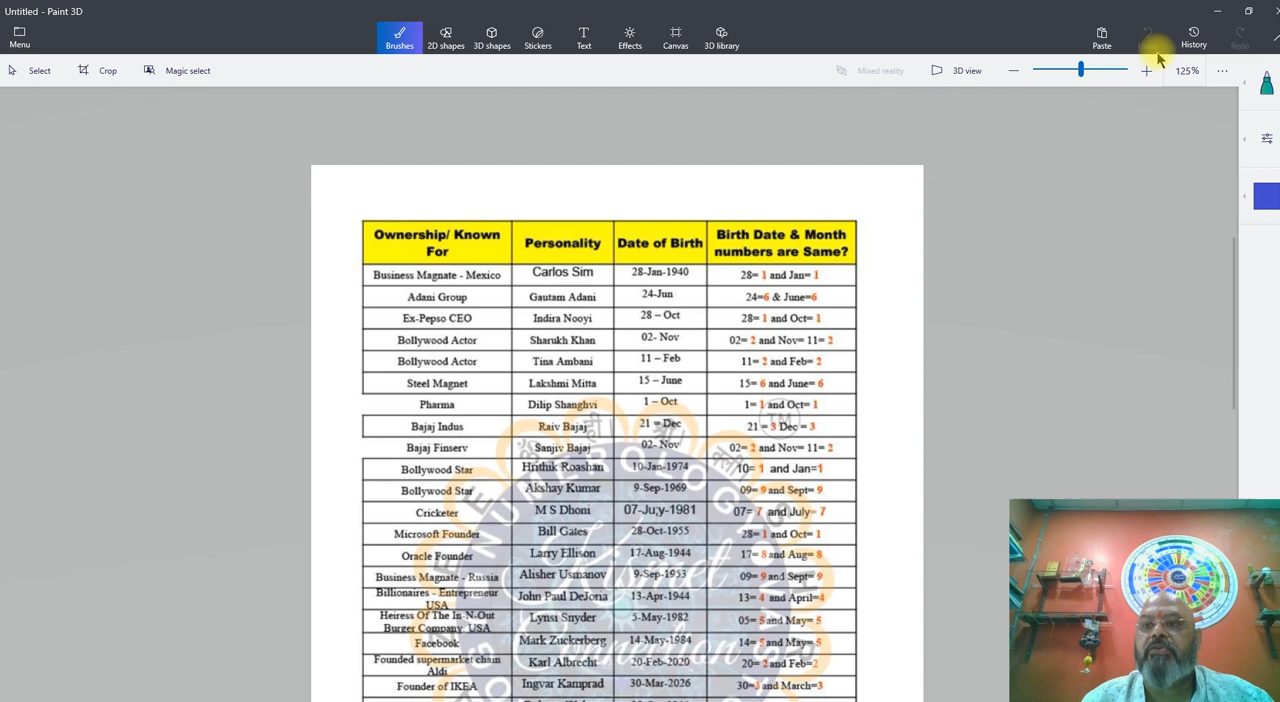 Untitled - Paint 3D
Menu
Brushes 2D shapes 3D shapes Stickers Text Effects Canvas 3D library Paste Undo History Redo
Select Crop Magic select Mixed reality 3D view 125%
Ownership/ Known For Personality Date of Birth Birth Date & Month numbers are Same?
Business Magnate - Mexico Carlos Sim 28-Jan-1940 28= 1 and Jan= 1
Adani Group Gautam Adani 24-Jun 24=6 & June=6
Ex-Pepso CEO Indira Nooyi 28 – Oct 28= 1 and Oct= 1
Bollywood Actor Sharukh Khan 02- Nov 02= 2 and Nov= 11= 2
Bollywood Actor Tina Ambani 11 – Feb 11= 2 and Feb= 2
Steel Magnet Lakshmi Mitta 15 – June 15= 6 and June= 6
Pharma Dilip Shanghvi 1 – Oct 1= 1 and Oct= 1
Bajaj Indus Raiv Bajaj 21 = Dec 21 = 3 Dec = 3
Bajaj Finserv Sanjiv Bajaj 02- Nov 02= 2 and Nov= 11= 2
Bollywood Star Hrithik Roashan 10-Jan-1974 10= 1 and Jan=1
Bollywood Star Akshay Kumar 9-Sep-1969 09= 9 and Sept= 9
Cricketer M S Dhoni 07-Ju;y-1981 07= 7 and July= 7
Microsoft Founder Bill Gates 28-Oct-1955 28= 1 and Oct= 1
Oracle Founder Larry Ellison 17-Aug-1944 17= 8 and Aug= 8
Business Magnate - Russia Alisher Usmanov 9-Sep-1953 09= 9 and Sept= 9
Billionaires - Entrepreneur USA John Paul DeJona 13-Apr-1944 13= 4 and April=4
Heiress Of The In-N-Out Burger Company USA Lynsi Snyder 5-May-1982 05= 5 and May= 5
Facebook Mark Zuckerberg 14-May-1984 14= 5 and May= 5
Founded supermarket chain Aldi Karl Albrecht 20-Feb-2020 20= 2 and Feb=2
Founder of IKEA Ingvar Kamprad 30-Mar-2026 30=3 and March=3
TM
NUMEROLOGY
Kismet
Connection